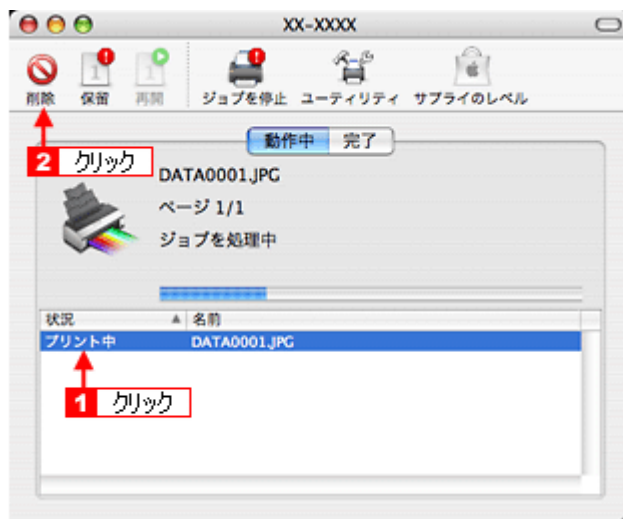 XX-XXXX
1 1
削除 保留 再開 ジョブを停止 ユーティリティ サプライのレベル
動作中 完了
2 クリック
DATA0001.JPG
ページ 1/1
ジョブを処理中
状況 名前
プリント中 DATA0001.JPG
1 クリック